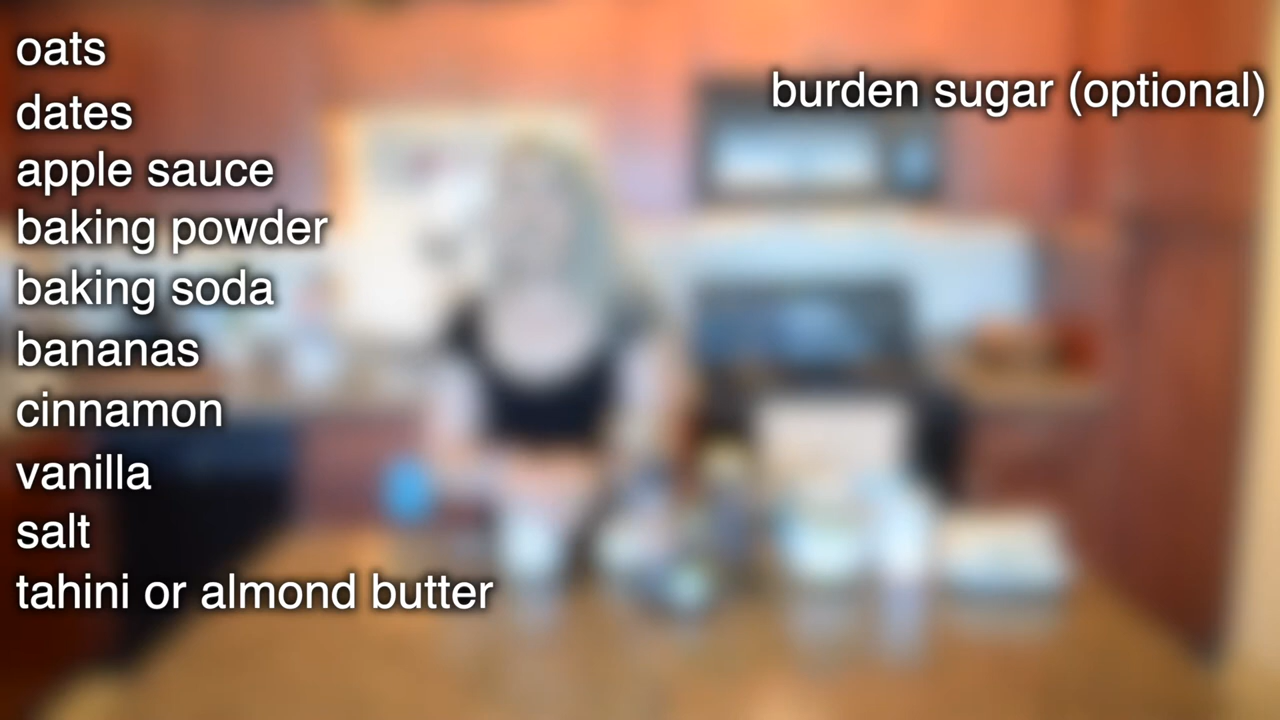 oats
dates
apple sauce
baking powder
baking soda
bananas
cinnamon
vanilla
salt
tahini or almond butter
burden sugar (optional)